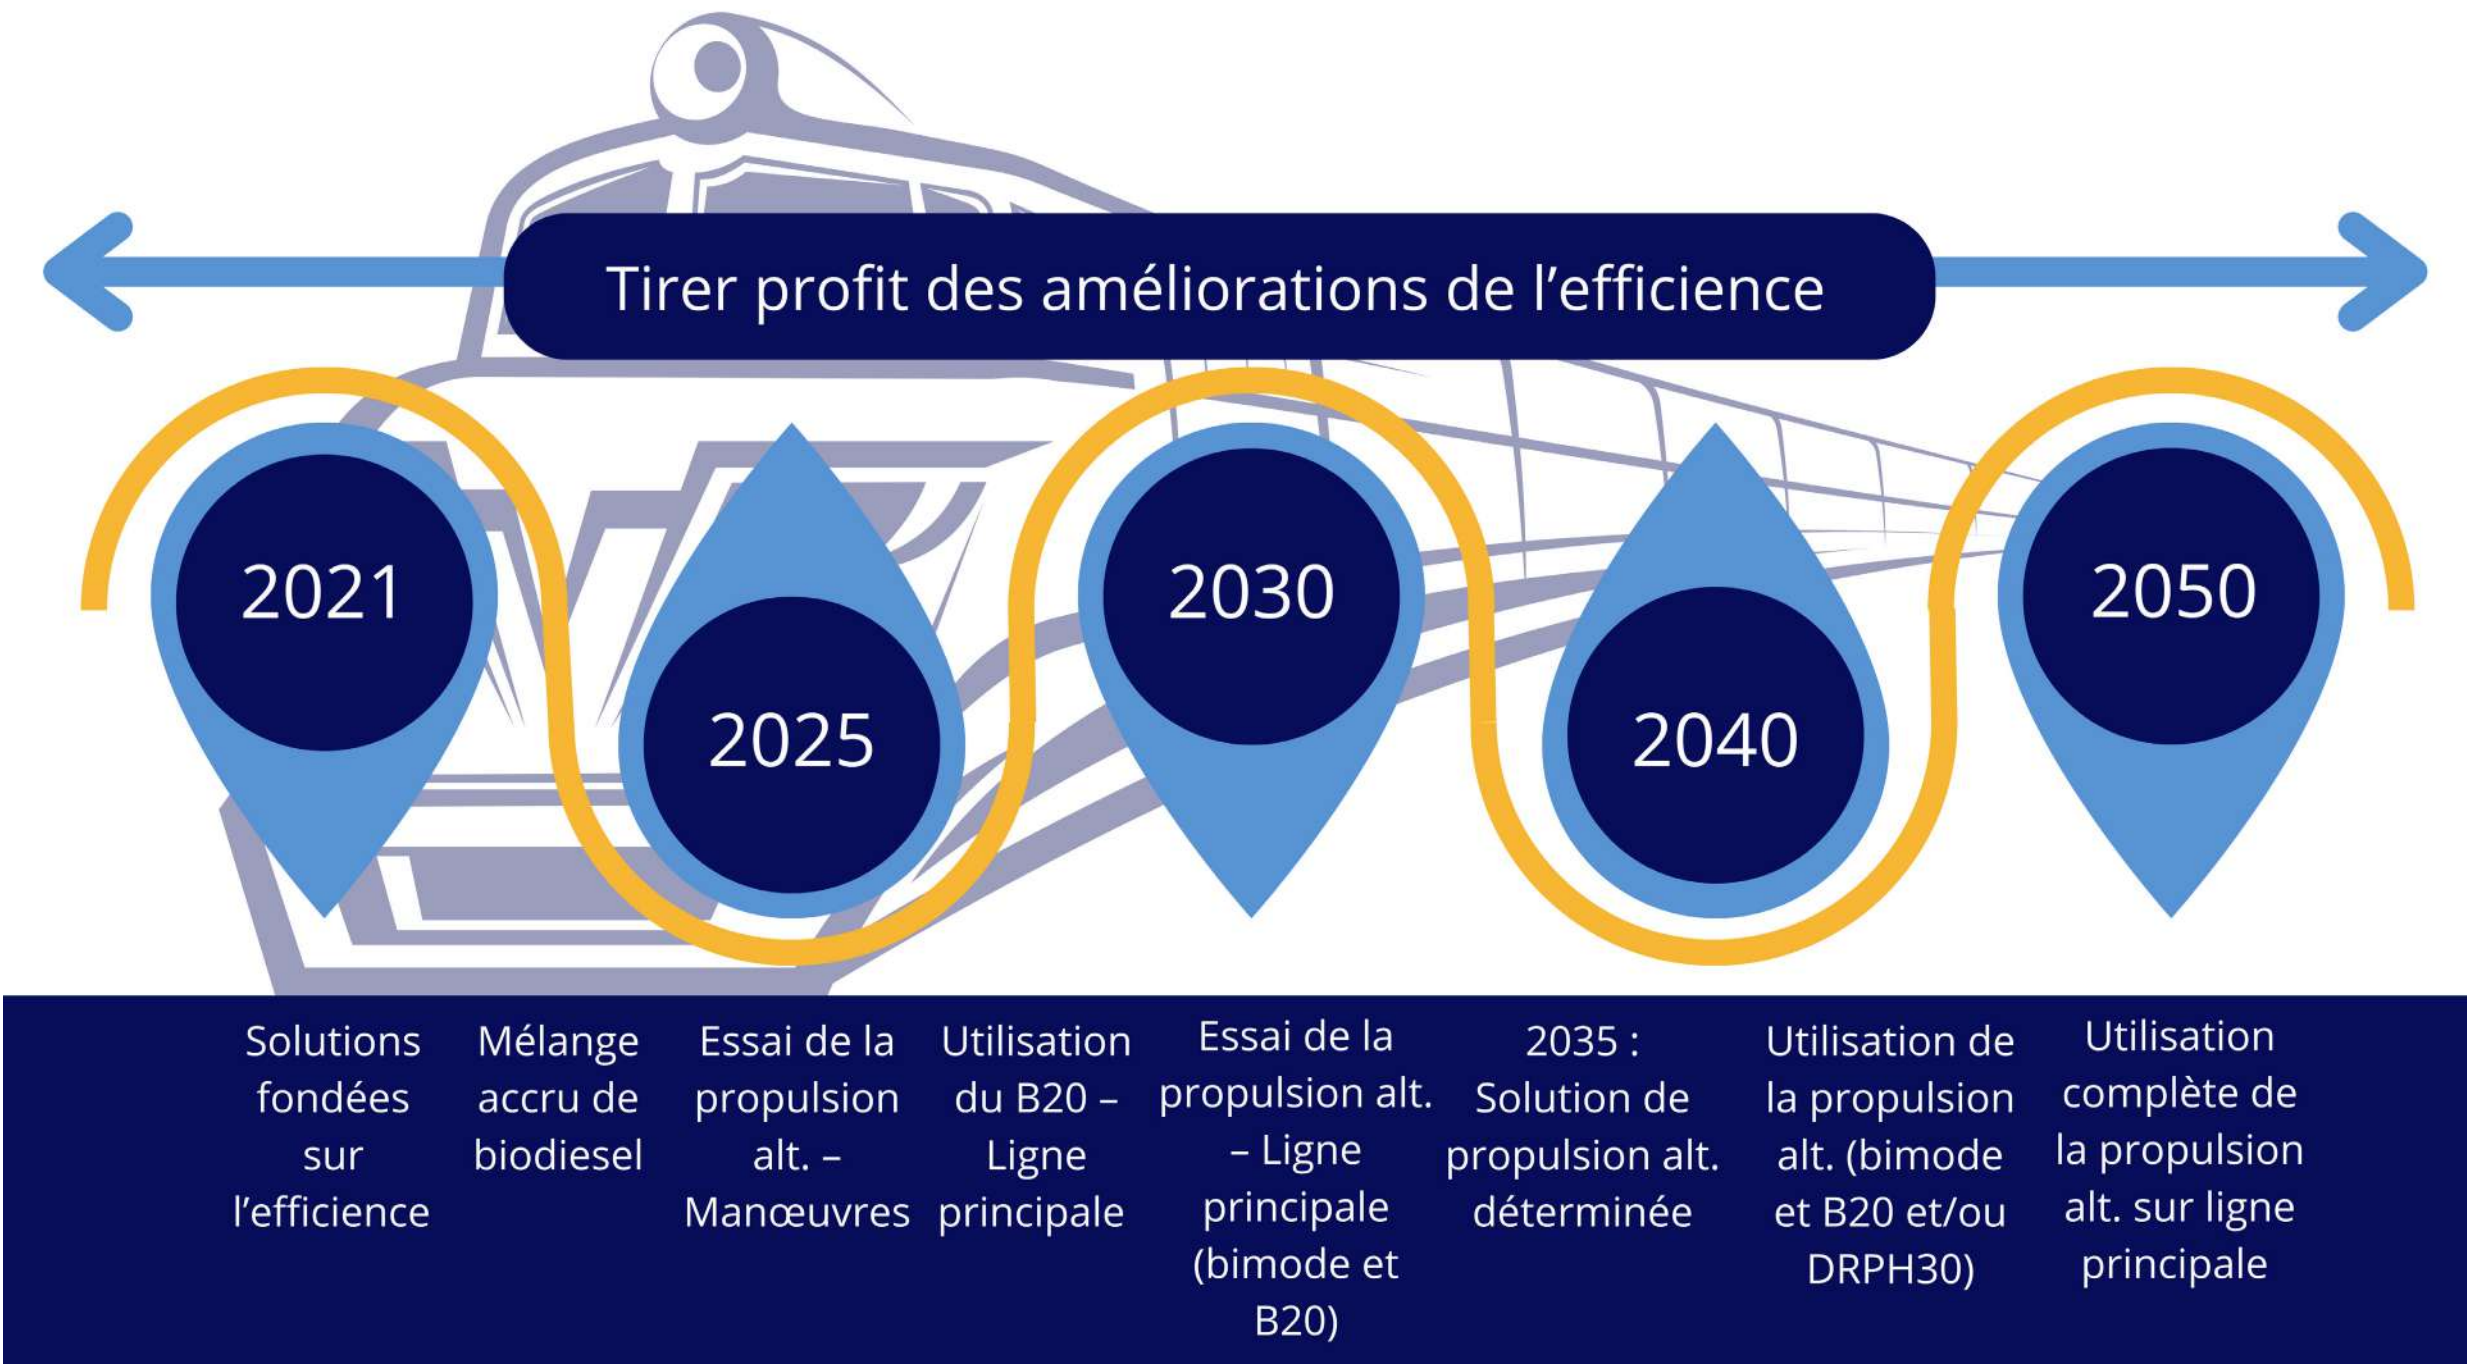 Tirer profit des améliorations de l’efficience
2021
2025
2030
2040
2050
Solutions
fondées
sur
l’efficience
Mélange
accru de
biodiesel
Essai de la
propulsion
alt. –
Manœuvres
Utilisation
du B20 –
Ligne
principale
Essai de la
propulsion alt.
– Ligne
principale
(bimode et
B20)
2035 :
Solution de
propulsion alt.
déterminée
Utilisation de
la propulsion
alt. (bimode
et B20 et/ou
DRPH30)
Utilisation
complète de
la propulsion
alt. sur ligne
principale